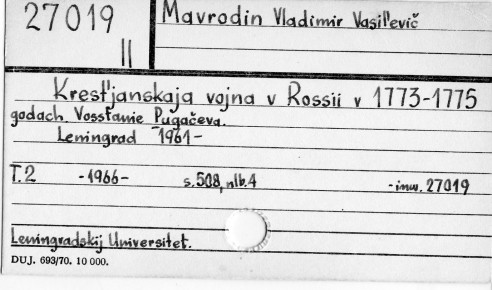 27019
II
Mavrodin Vladimir Vasil'evič
Krest'janskaja vojna v Rossii v 1773-1775
godach. Vosstanie Pugačeva.
Leningrad 1961-
T.2 -1966- s.508, nlb.4 -inw. 27019
Leningradskij Universitet.
DUJ. 693/70. 10 000.